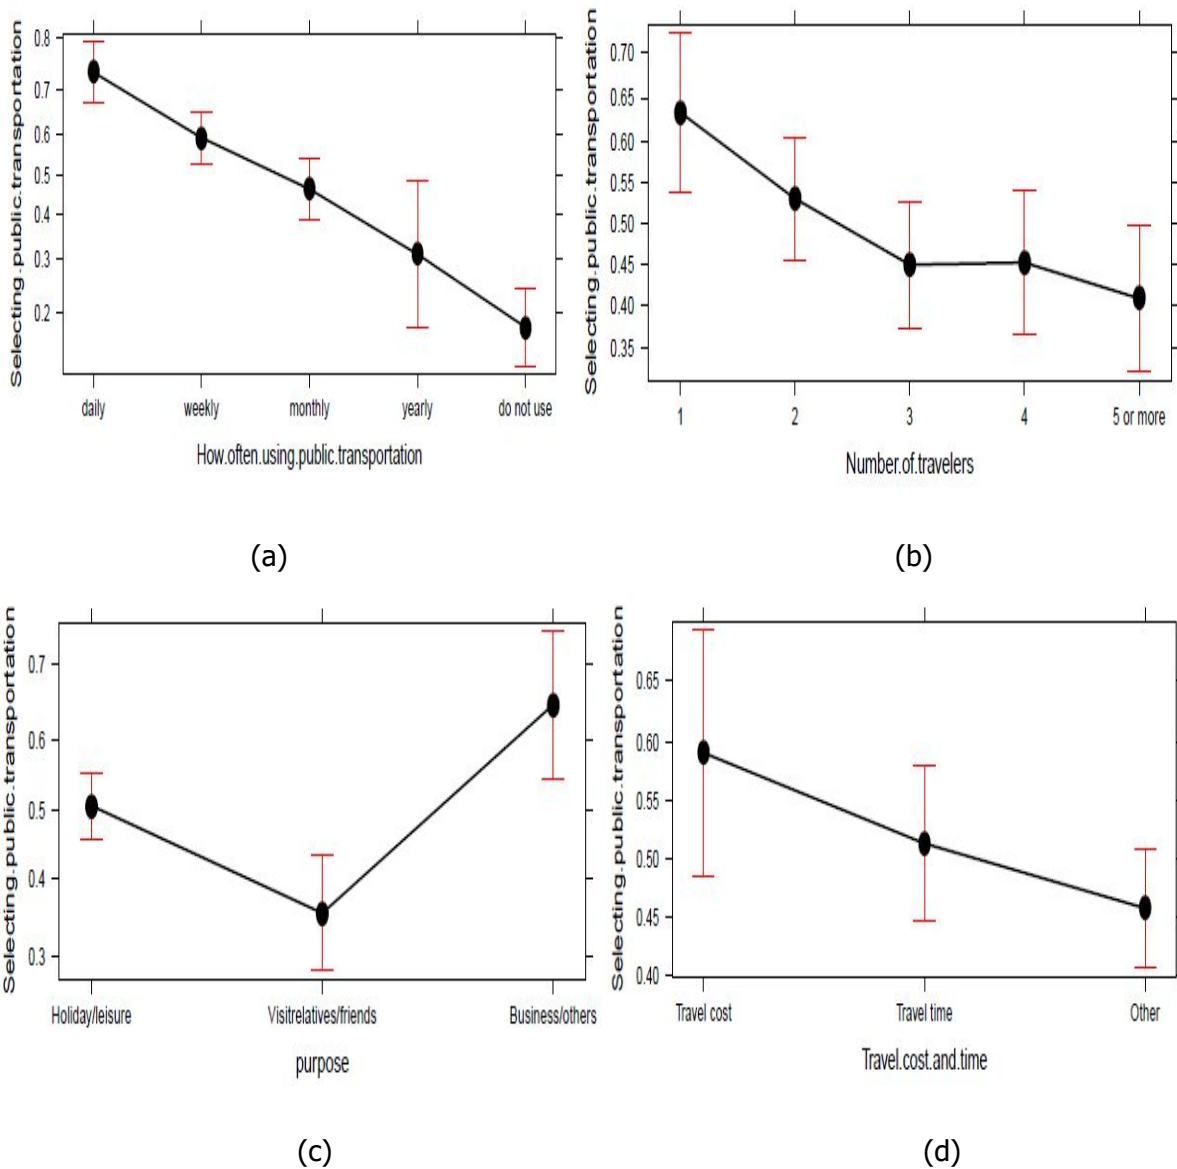 Selecting.public.transportation
0.8
0.7
0.6
0.5
0.4
0.3
0.2
daily weekly monthly yearly do not use
How.often.using.public.transportation
(a)
Selecting.public.transportation
0.70
0.65
0.60
0.55
0.50
0.45
0.40
0.35
1 2 3 4 5 or more
Number.of.travelers
(b)
Selecting.public.transportation
0.7
0.6
0.5
0.4
0.3
Holiday/leisure Visitrelatives/friends Business/others
purpose
(c)
Selecting.public.transportation
0.65
0.60
0.55
0.50
0.45
0.40
Travel cost Travel time Other
Travel.cost.and.time
(d)